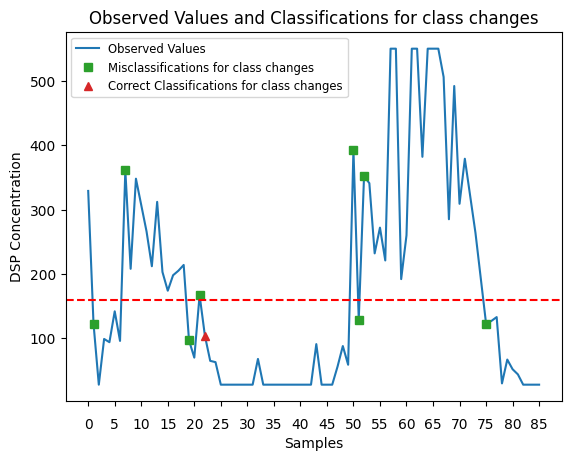 Observed Values and Classifications for class changes
Observed Values
Misclassifications for class changes
Correct Classifications for class changes
500
400
300
200
100
DSP Concentration
0 5 10 15 20 25 30 35 40 45 50 55 60 65 70 75 80 85
Samples